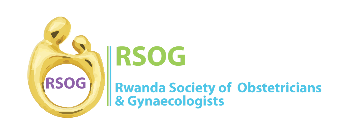 RSOG
RSOG
Rwanda Society of Obstetricians
& Gynaecologists